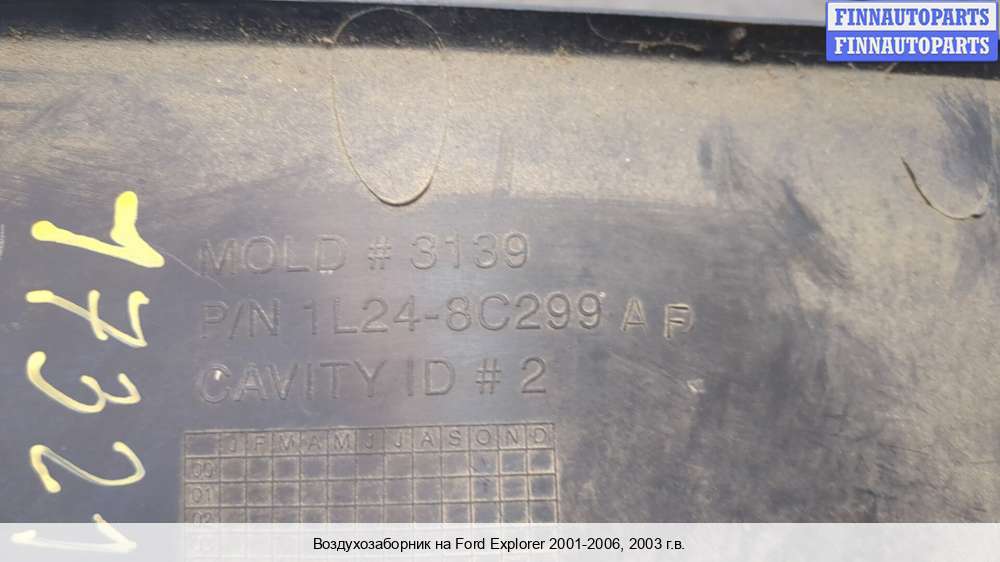 FINNAUTOPARTS
FINNAUTOPARTS
MOLD # 3139
P/N 1L24-8C299 AF
CAVITY ID # 2
J F M A M J J A S O N D
00
01
1732
Воздухозаборник на Ford Explorer 2001-2006, 2003 г.в.